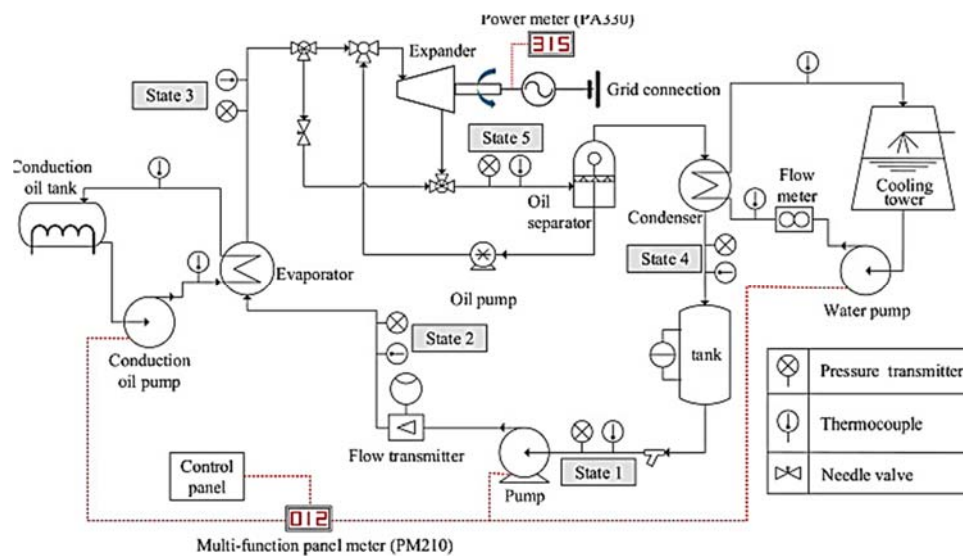 Power meter (PA330)
315
Expander
Grid connection
State 3
State 5
Conduction
oil tank
Oil
separator
Condenser
Flow
meter
Cooling
tower
Evaporator
State 4
Oil pump
Water pump
State 2
Conduction
oil pump
tank
Pressure transmitter
Thermocouple
Needle valve
Flow transmitter
State 1
Pump
Control
panel
012
Multi-function panel meter (PM210)